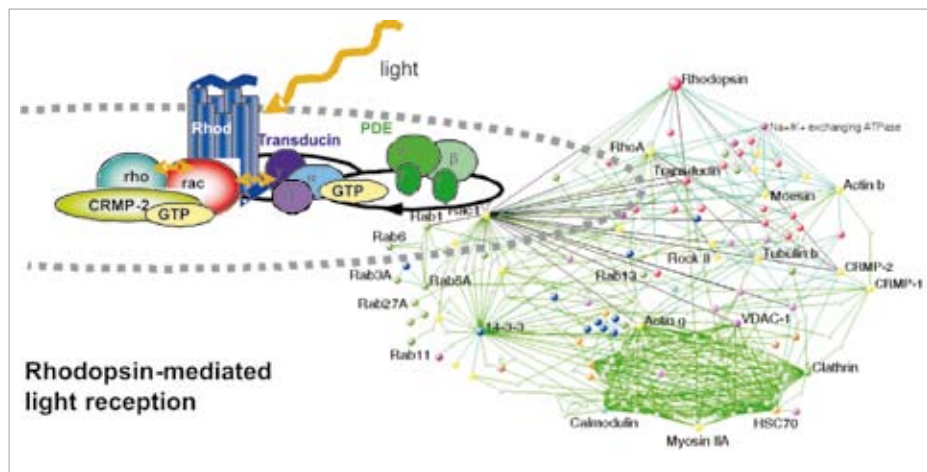 light
Rhodopsin
Rhod
Transducin
PDE
β
Na+/H+ exchanging ATPase
RhoA
Transducin
rho
rac
α
GTP
Moesin
Actin b
CRMP-2
GTP
Rab1
Rac1
Rab6
Rock II
Tubulin b
CRMP-2
Rab3A
Rab5A
Rab13
CRMP-1
Rab27A
14-3-3
Actin g
VDAC-1
Rab11
Clathrin
Rhodopsin-mediated
light reception
Calmodulin
HSC70
Myosin IIA